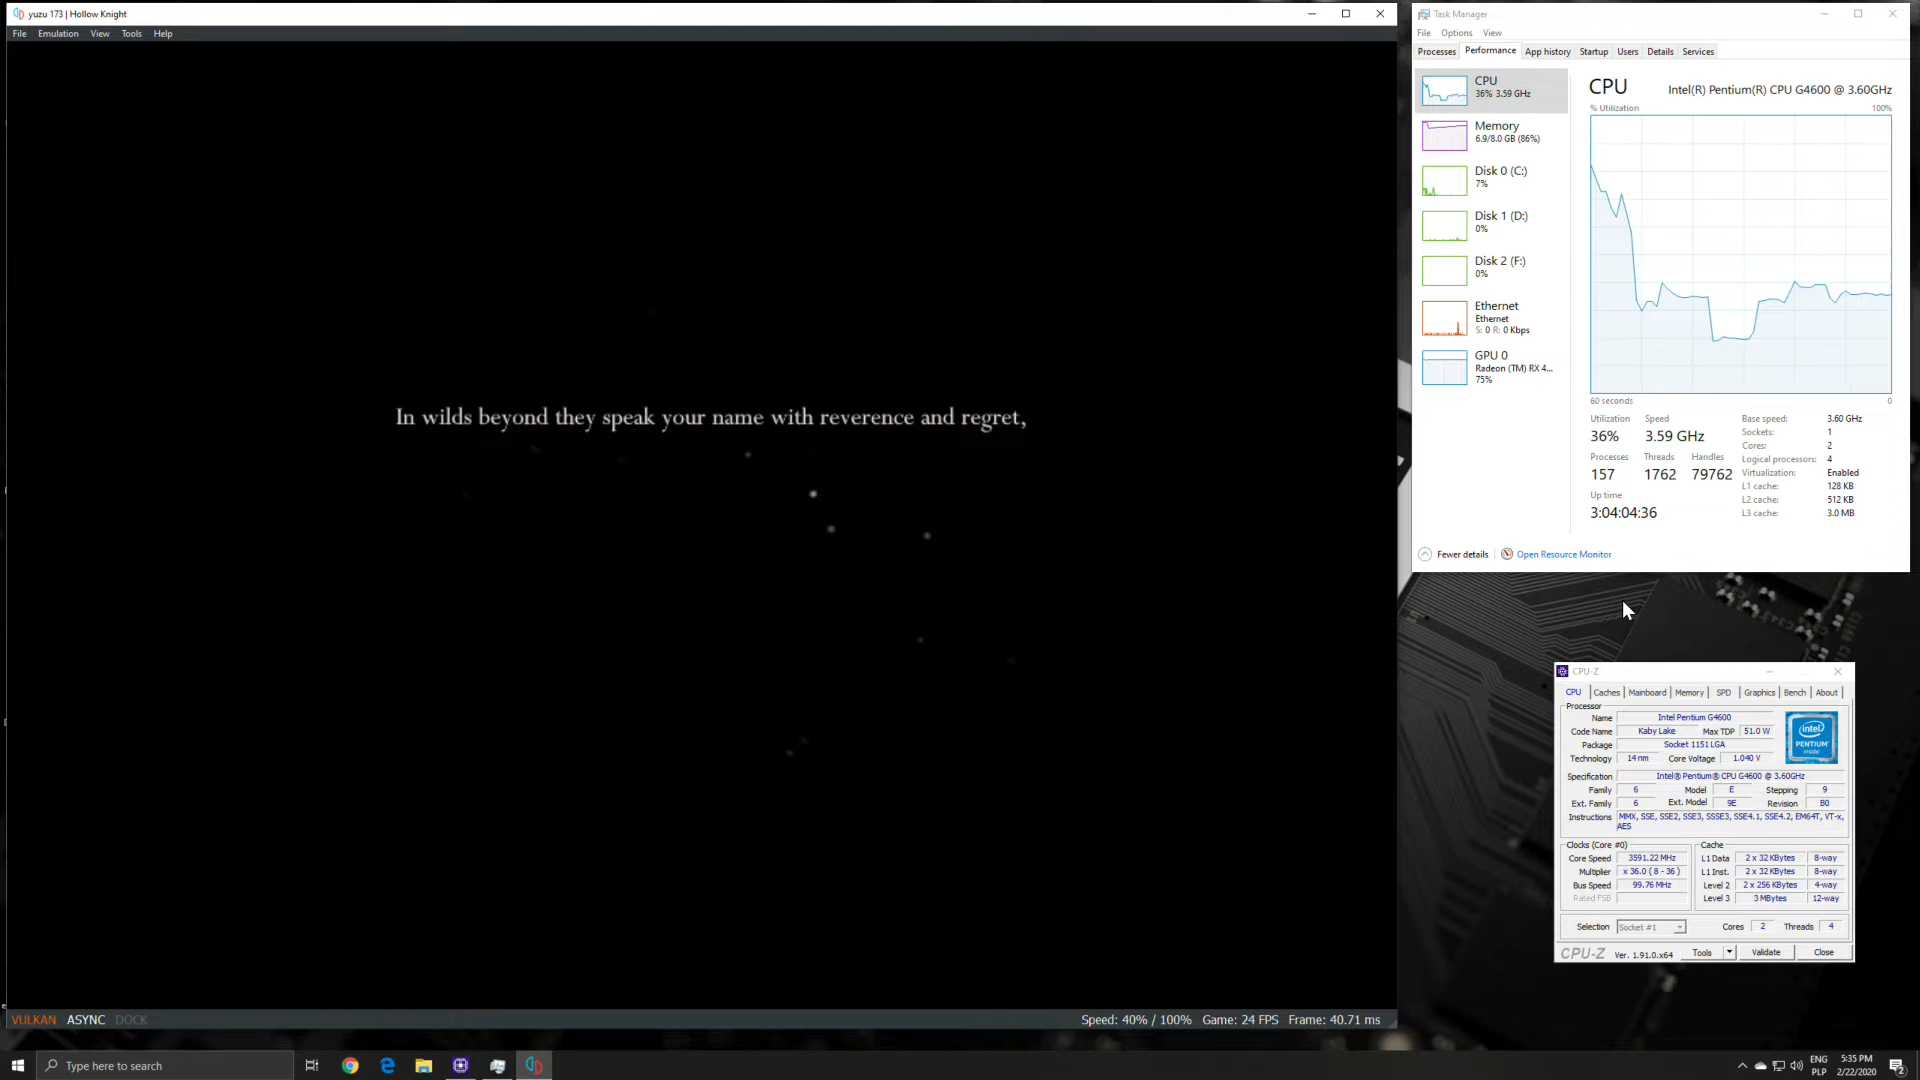 yuzu 173 | Hollow Knight
File Emulation View Tools Help
In wilds beyond they speak your name with reverence and regret,
VULKAN ASYNC DOCK
Speed: 40% / 100% Game: 24 FPS Frame: 40.71 ms
Task Manager
File Options View
Processes Performance App history Startup Users Details Services
CPU
36% 3.59 GHz
Memory
6.9/8.0 GB (86%)
Disk 0 (C:)
7%
Disk 1 (D:)
0%
Disk 2 (F:)
0%
Ethernet
Ethernet
S: 0 R: 0 Kbps
GPU 0
Radeon (TM) RX 4...
75%
CPU Intel(R) Pentium(R) CPU G4600 @ 3.60GHz
% Utilization 100%
60 seconds 0
Utilization Speed
36% 3.59 GHz
Processes Threads Handles
157 1762 79762
Up time
3:04:04:36
Base speed: 3.60 GHz
Sockets: 1
Cores: 2
Logical processors: 4
Virtualization: Enabled
L1 cache: 128 KB
L2 cache: 512 KB
L3 cache: 3.0 MB
Fewer details Open Resource Monitor
CPU-Z
CPU Caches Mainboard Memory SPD Graphics Bench About
Processor
Name Intel Pentium G4600
Code Name Kaby Lake Max TDP 51.0 W
Package Socket 1151 LGA
Technology 14 nm Core Voltage 1.040 V
intel
PENTIUM
inside
Specification Intel® Pentium® CPU G4600 @ 3.60GHz
Family 6 Model E Stepping 9
Ext. Family 6 Ext. Model 9E Revision B0
Instructions MMX, SSE, SSE2, SSE3, SSSE3, SSE4.1, SSE4.2, EM64T, VT-x,
AES
Clocks (Core #0)
Core Speed 3591.22 MHz
Multiplier x 36.0 ( 8 - 36 )
Bus Speed 99.76 MHz
Rated FSB
Cache
L1 Data 2 x 32 KBytes 8-way
L1 Inst. 2 x 32 KBytes 8-way
Level 2 2 x 256 KBytes 4-way
Level 3 3 MBytes 12-way
Selection Socket #1 Cores 2 Threads 4
CPU-Z Ver. 1.91.0.x64 Tools Validate Close
Type here to search
ENG
PLP
5:35 PM
2/22/2020
2